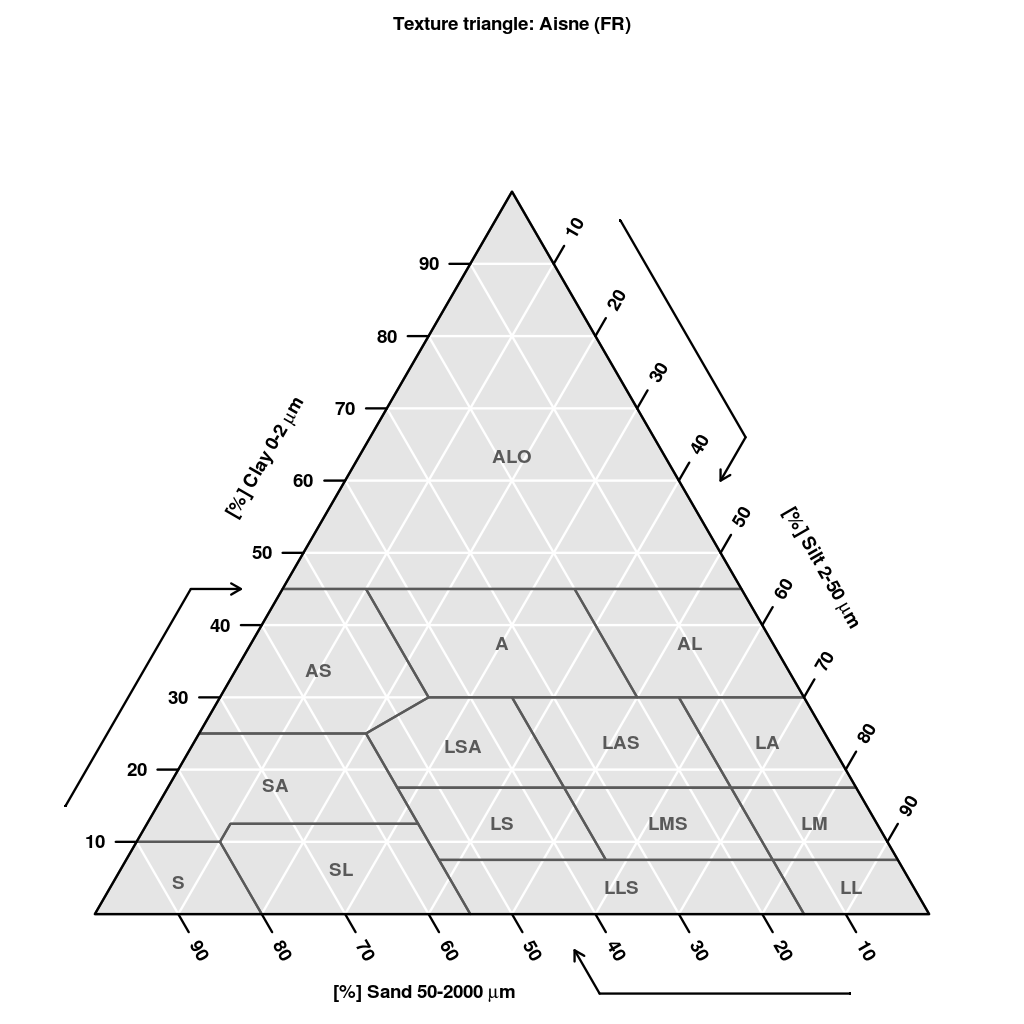 Texture triangle: Aisne (FR)
10
90
20
80
30
70
40
ALO
60
50
50
60
40
A
AL
70
AS
30
LSA
LAS
LA
80
20
SA
90
LS
LMS
LM
10
SL
S
LLS
LL
90
80
70
60
50
40
30
20
10
[%] Clay 0-2 μm
[%] Silt 2-50 μm
[%] Sand 50-2000 μm